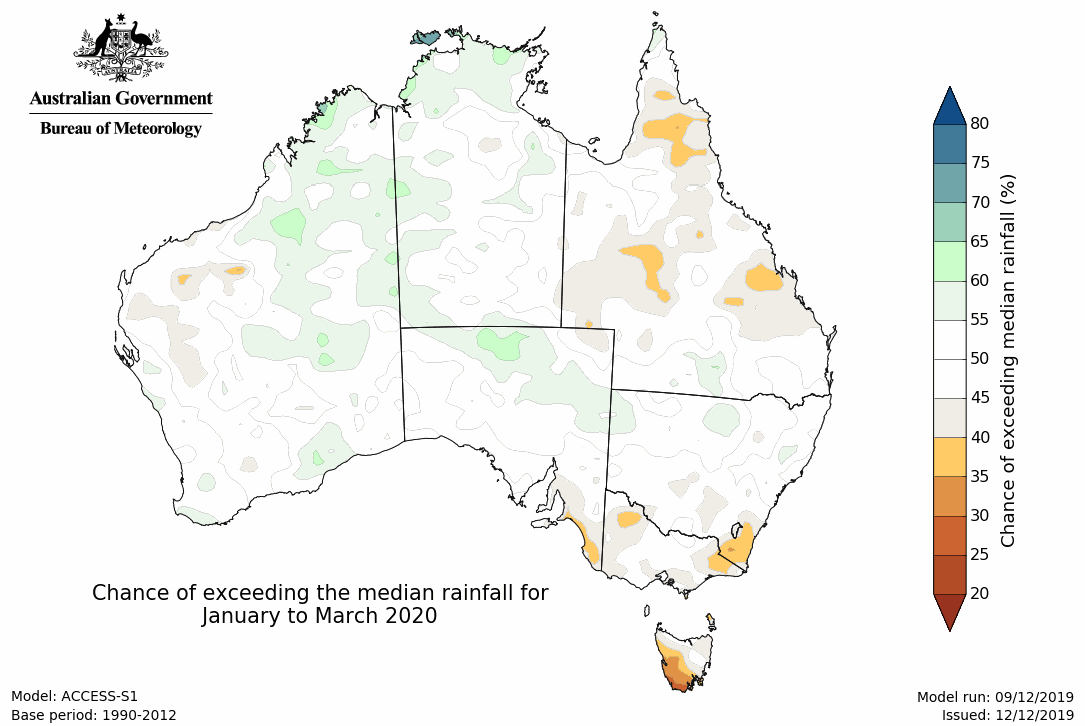 Australian Government
Bureau of Meteorology
80
75
70
65
60
55
50
45
40
35
30
25
20
Chance of exceeding median rainfall (%)
Chance of exceeding the median rainfall for
January to March 2020
Model: ACCESS-S1
Base period: 1990-2012
Model run: 09/12/2019
Issued: 12/12/2019